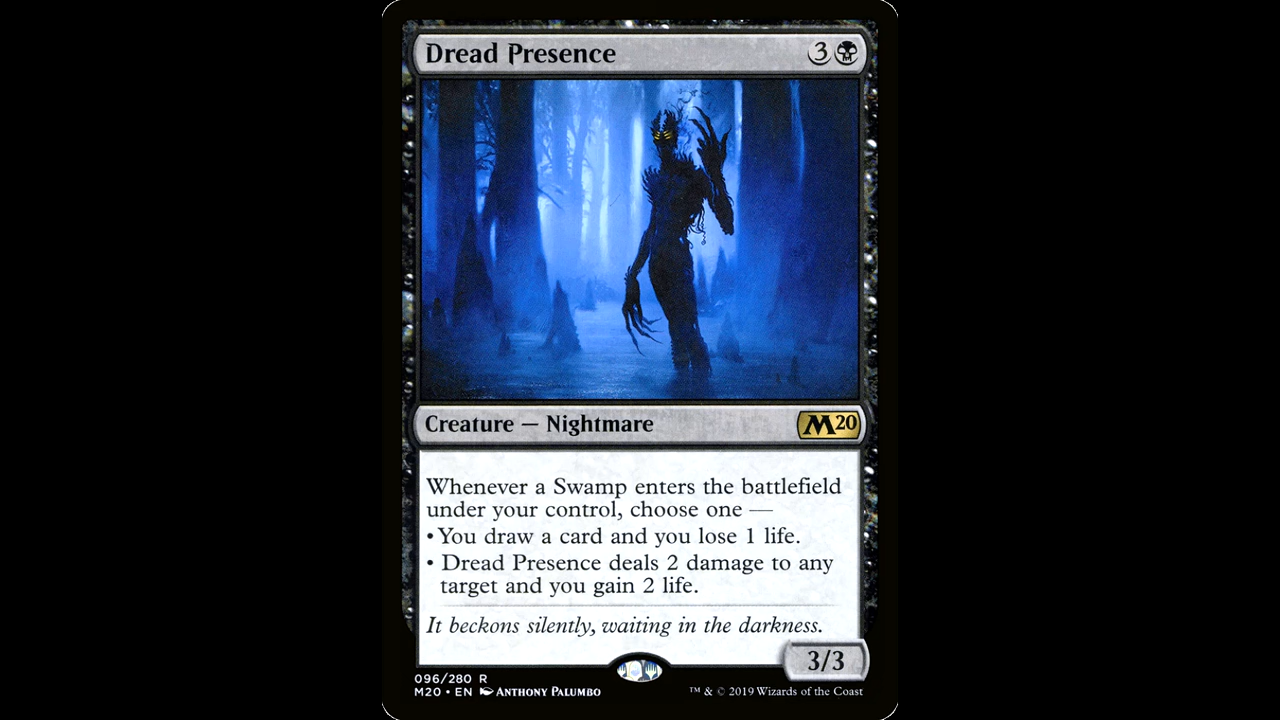 Dread Presence 3
Creature — Nightmare M20
Whenever a Swamp enters the battlefield
under your control, choose one —
• You draw a card and you lose 1 life.
• Dread Presence deals 2 damage to any
target and you gain 2 life.
It beckons silently, waiting in the darkness.
3/3
096/280 R
M20 • EN Anthony Palumbo
™ & © 2019 Wizards of the Coast